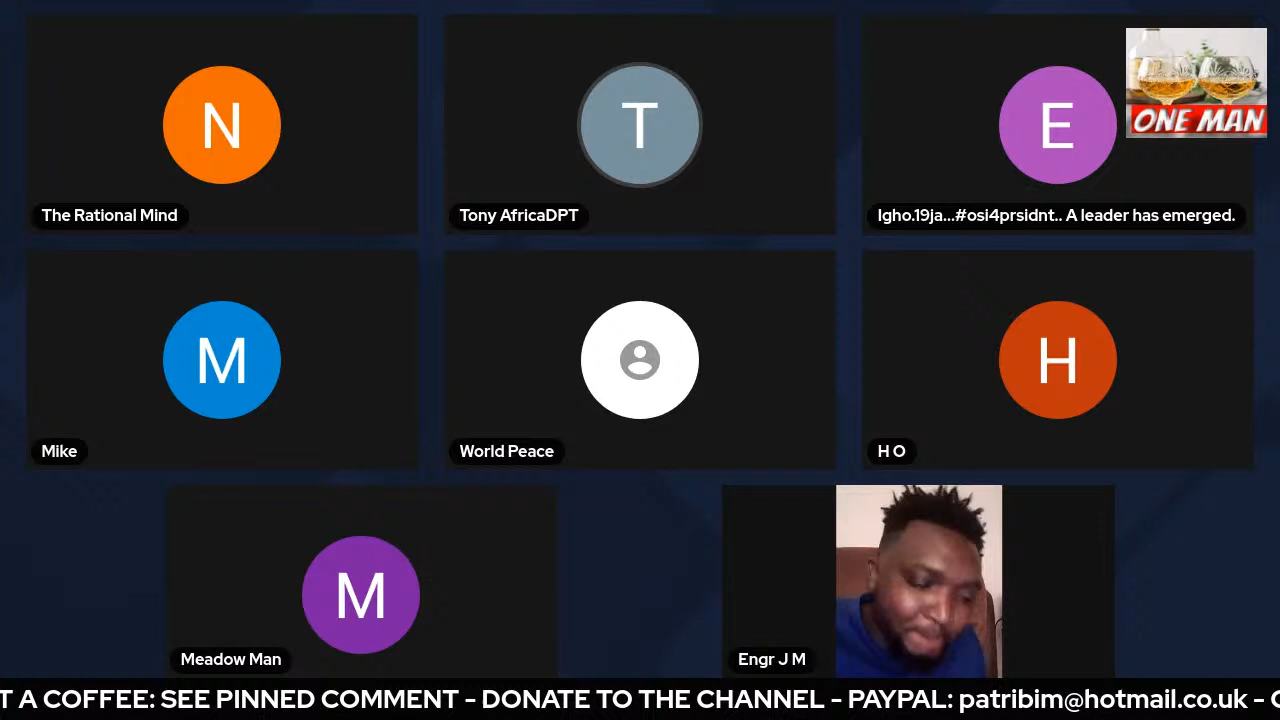 N
T
E
ONE MAN
The Rational Mind
Tony AfricaDPT
Igho.19ja...#osi4prsidnt.. A leader has emerged.
M
H
Mike
World Peace
H O
M
Meadow Man
Engr J M
T A COFFEE: SEE PINNED COMMENT - DONATE TO THE CHANNEL - PAYPAL: patribim@hotmail.co.uk -